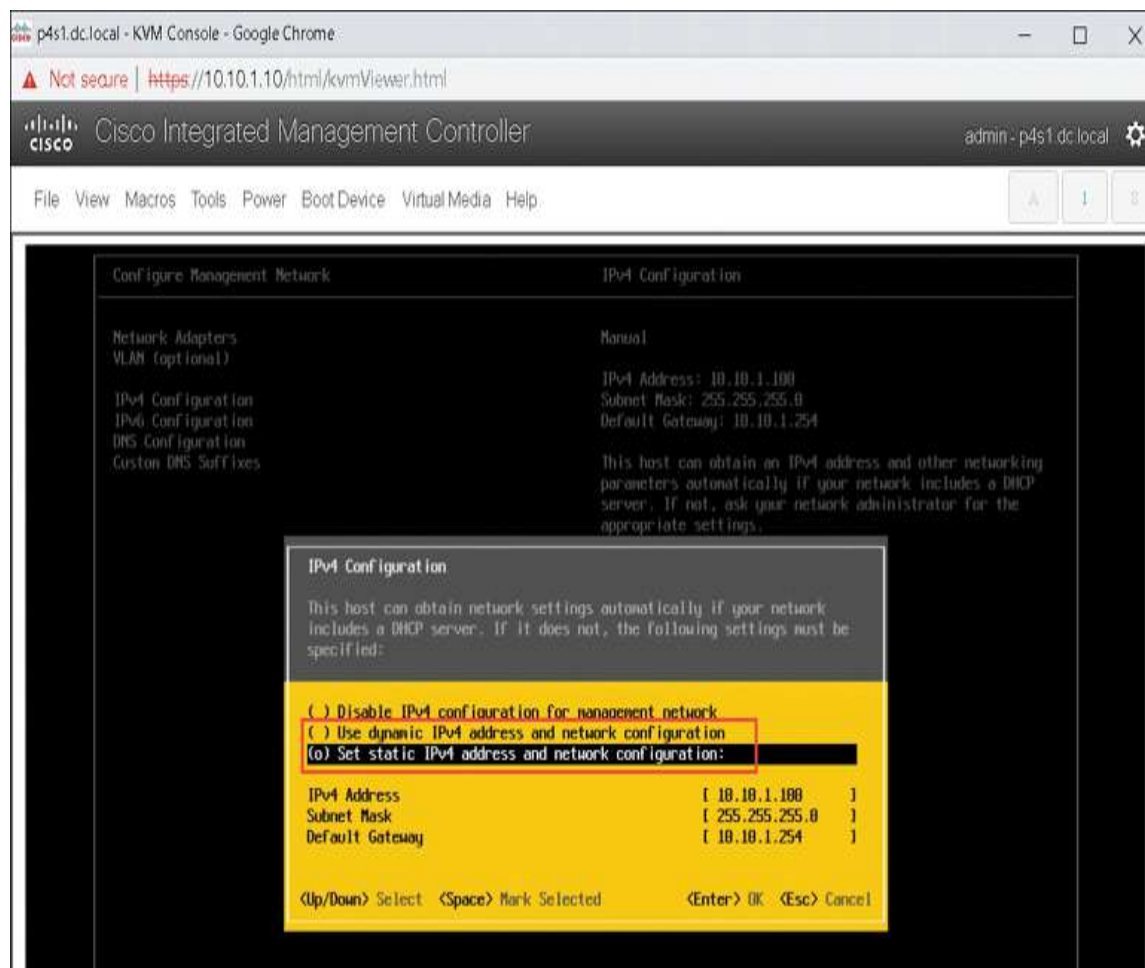 p4s1.dc.local - KVM Console - Google Chrome
Not secure | https://10.10.1.10/html/kvmViewer.html
CISCO Cisco Integrated Management Controller admin - p4s1.dc.local
File View Macros Tools Power Boot Device Virtual Media Help A 1 S
Configure Management Network IPv4 Configuration
Network Adapters Manual
VLAN (optional)
IPv4 Address: 10.10.1.100
IPv4 Configuration Subnet Mask: 255.255.255.0
IPv6 Configuration Default Gateway: 10.10.1.254
DNS Configuration
Custom DNS Suffixes This host can obtain an IPv4 address and other networking
parameters automatically if your network includes a DHCP
server. If not, ask your network administrator for the
appropriate settings.
IPv4 Configuration
This host can obtain network settings automatically if your network
includes a DHCP server. If it does not, the following settings must be
specified:
( ) Disable IPv4 configuration for management network
( ) Use dynamic IPv4 address and network configuration
(o) Set static IPv4 address and network configuration:
IPv4 Address [ 10.10.1.100 ]
Subnet Mask [ 255.255.255.0 ]
Default Gateway [ 10.10.1.254 ]
<Up/Down> Select <Space> Mark Selected <Enter> OK <Esc> Cancel